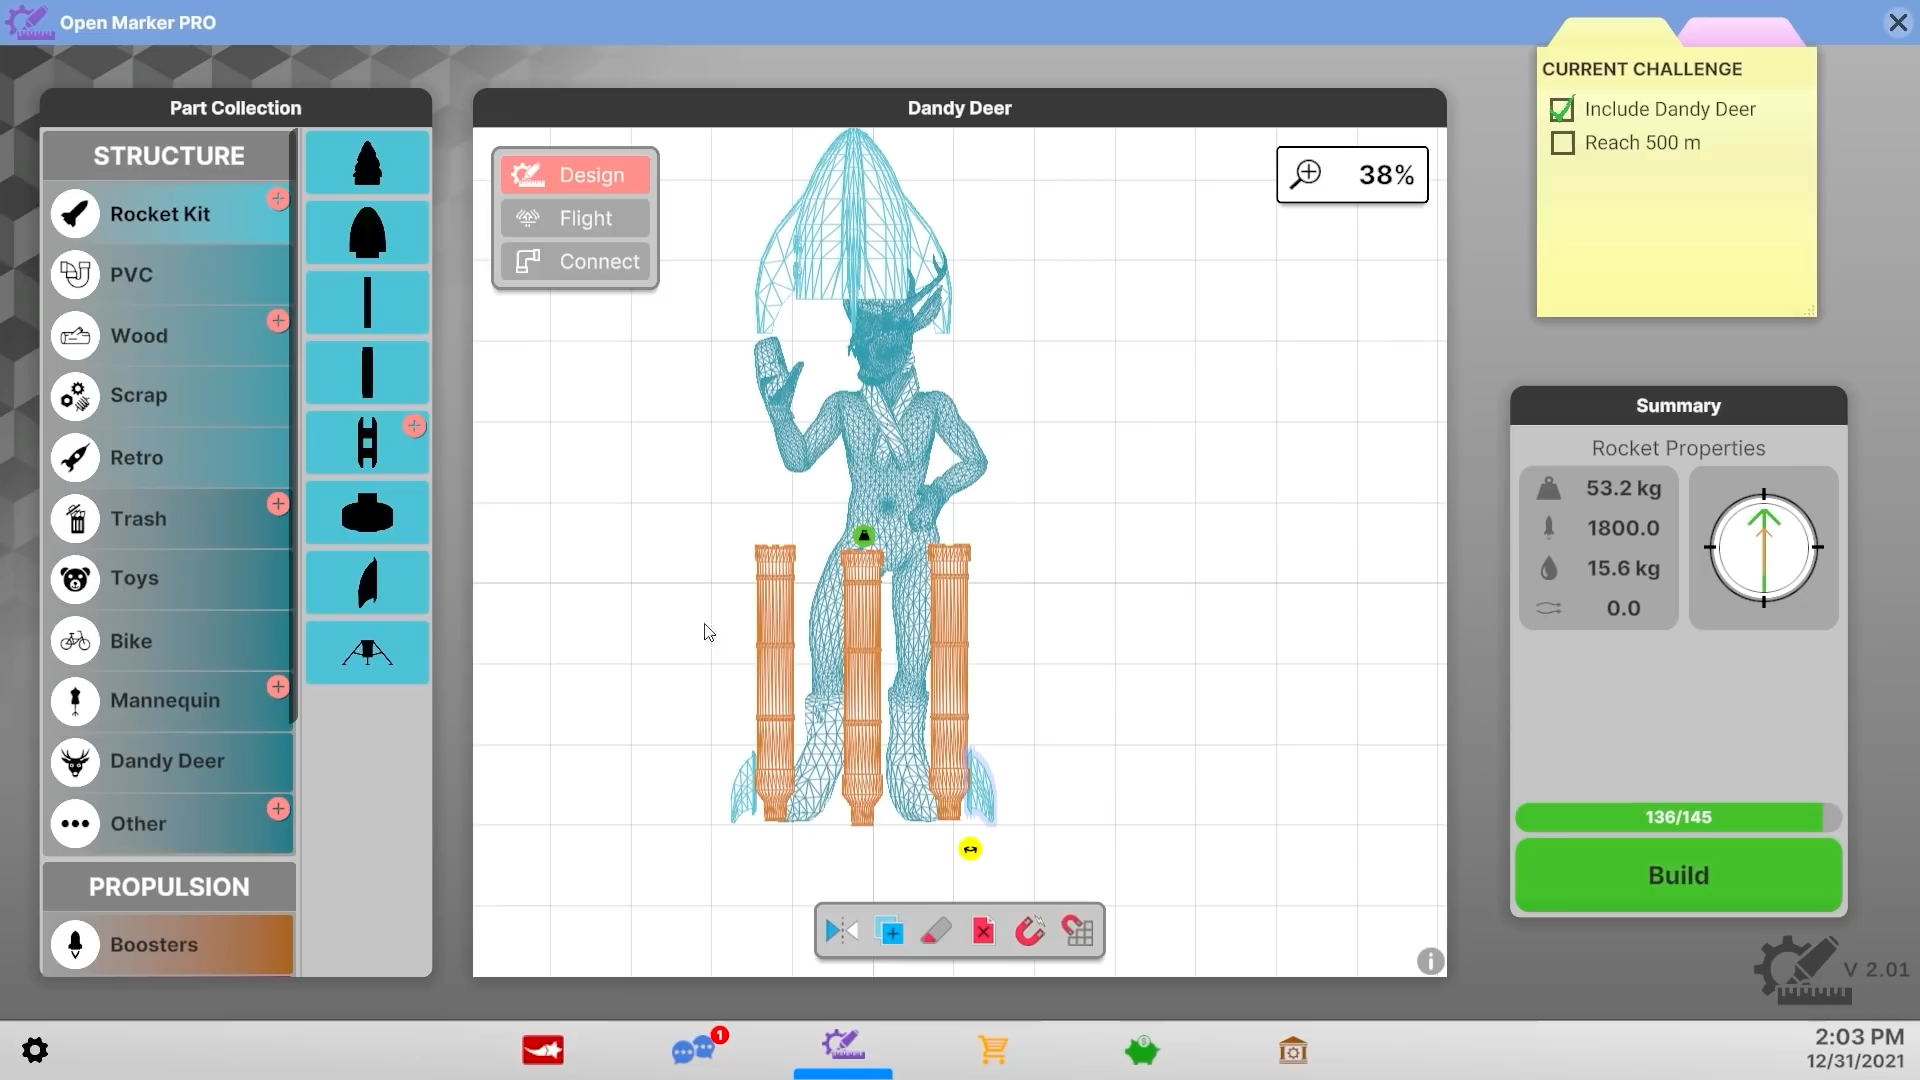 Open Marker PRO
Part Collection
STRUCTURE
Rocket Kit
PVC
Wood
Scrap
Retro
Trash
Toys
Bike
Mannequin
Dandy Deer
Other
PROPULSION
Boosters
Dandy Deer
Design
Flight
Connect
38%
CURRENT CHALLENGE
Include Dandy Deer
Reach 500 m
Summary
Rocket Properties
53.2 kg
1800.0
15.6 kg
0.0
136/145
Build
V 2.01
1
2:03 PM
12/31/2021